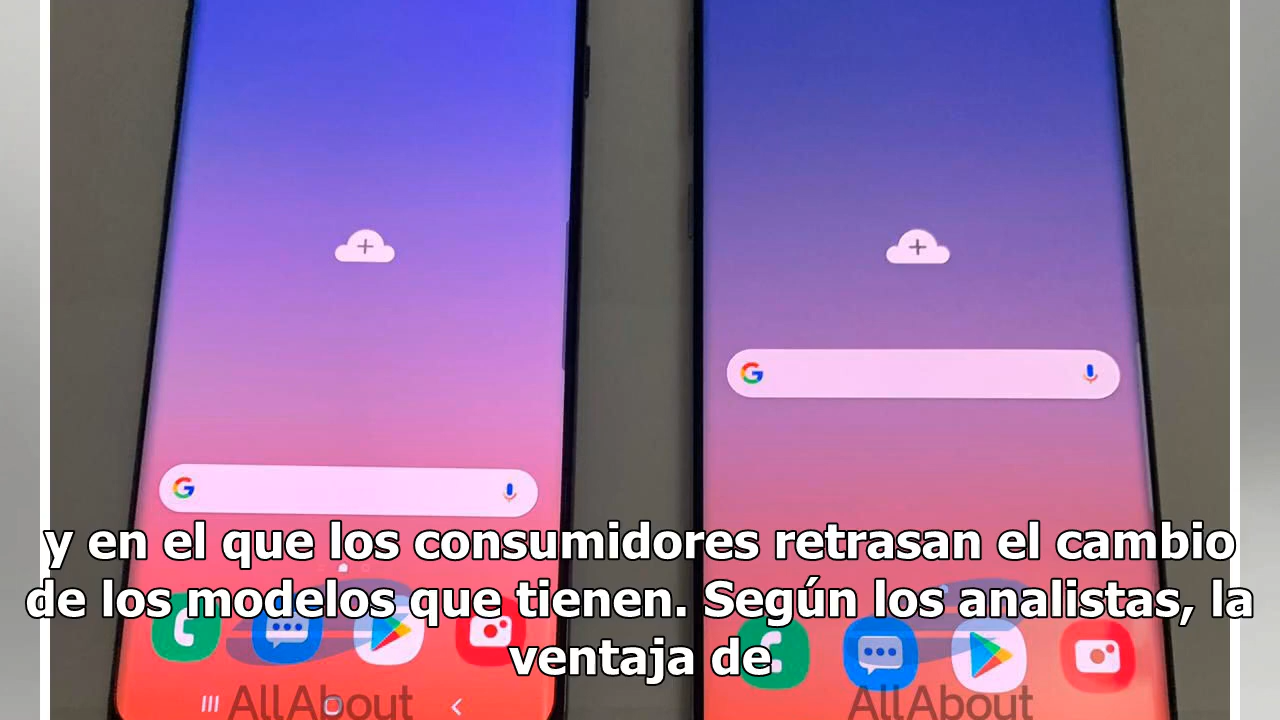 y en el que los consumidores retrasan el cambio
de los modelos que tienen. Según los analistas, la
ventaja de
AllAbout
AllAbout